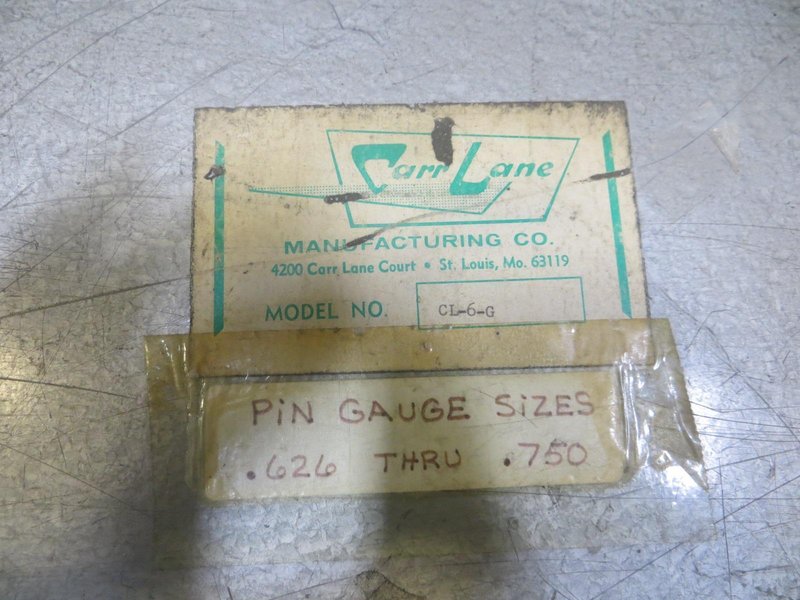 Carr Lane
MANUFACTURING CO.
4200 Carr Lane Court • St. Louis, Mo. 63119
MODEL NO. CL-6-G
PIN GAUGE SIZES
.626 THRU .750